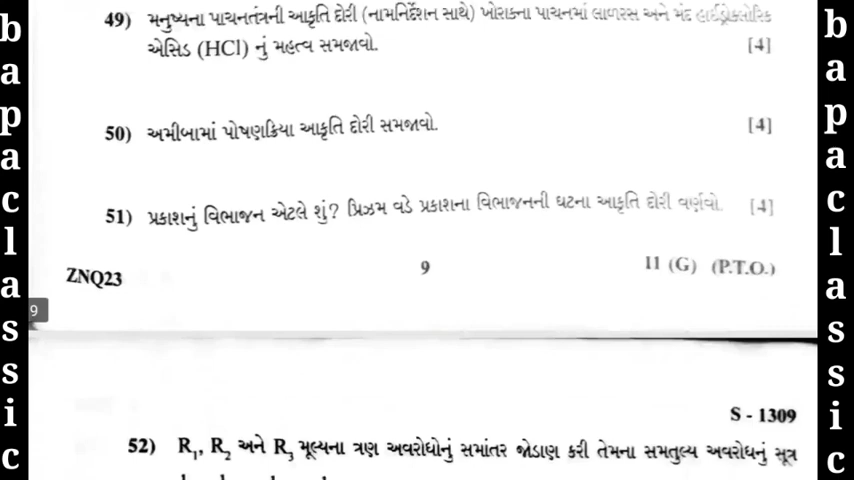 49) મનુષ્યના પાચનતંત્રની આકૃતિ દોરી (નામનિર્દેશન સાથે) ખોરાકના પાચનમાં લાળરસ અને મંદ હાઈડ્રોક્લોરિક
એસિડ (HCl) નું મહત્વ સમજાવો. [4]
50) અમીબામાં પોષણક્રિયા આકૃતિ દોરી સમજાવો. [4]
51) પ્રકાશનું વિભાજન એટલે શું? પ્રિઝમ વડે પ્રકાશના વિભાજનની ઘટના આકૃતિ દોરી વર્ણવો. [4]
ZNQ23 9 11 (G) (P.T.O.)
9
S - 1309
52) R₁, R₂ અને R₃ મૂલ્યના ત્રણ અવરોધોનું સમાંતર જોડાણ કરી તેમના સમતુલ્ય અવરોધનું સૂત્ર
bapaclassic
bapaclassic